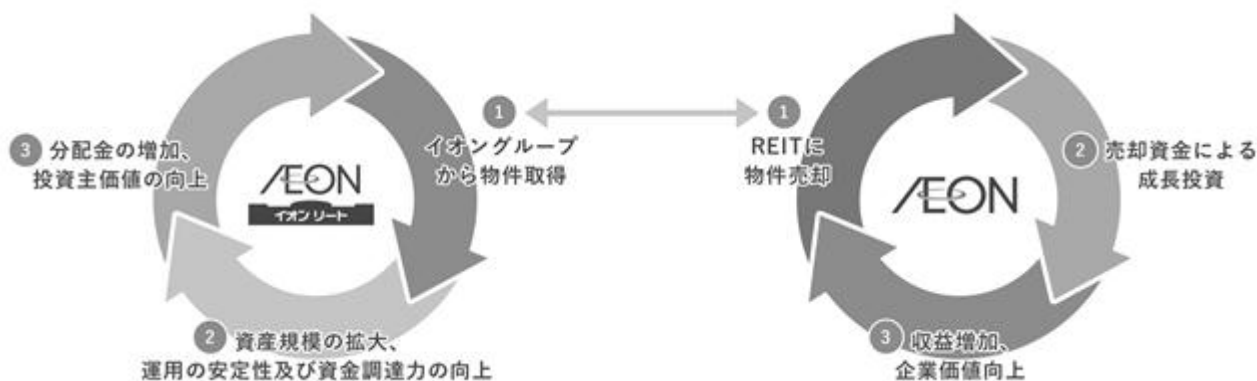 1
イオングループ
から物件取得
2 資産規模の拡大、
運用の安定性及び資金調達力の向上
3 分配金の増加、
投資主価値の向上
ÆON
イオン リート
1
REITに
物件売却
2 売却資金による
成長投資
3 収益増加、
企業価値向上
ÆON